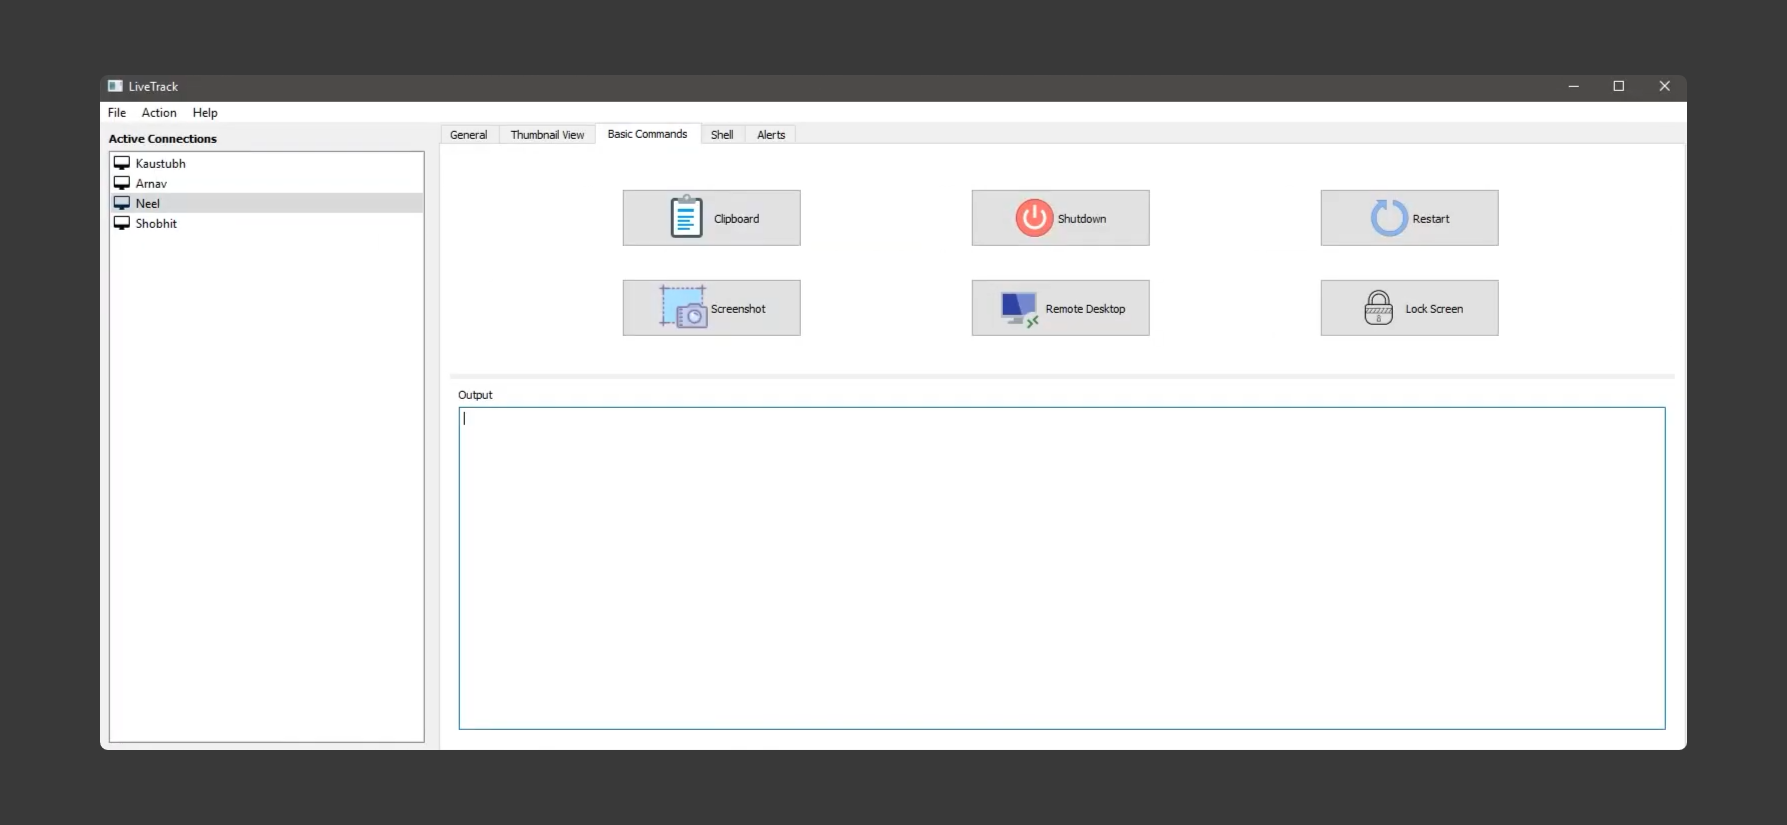 LiveTrack
File Action Help
Active Connections
Kaustubh
Arnav
Neel
Shobhit
General Thumbnail View Basic Commands Shell Alerts
Clipboard Shutdown Restart
Screenshot Remote Desktop Lock Screen
Output